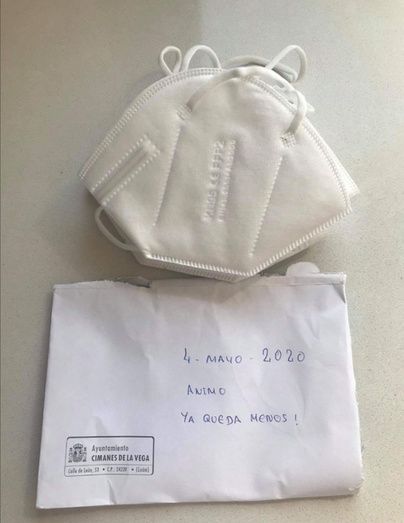 4 - MAYO - 2020
ANIMO
YA QUEDA MENOS!
Ayuntamiento
CIMANES DE LA VEGA